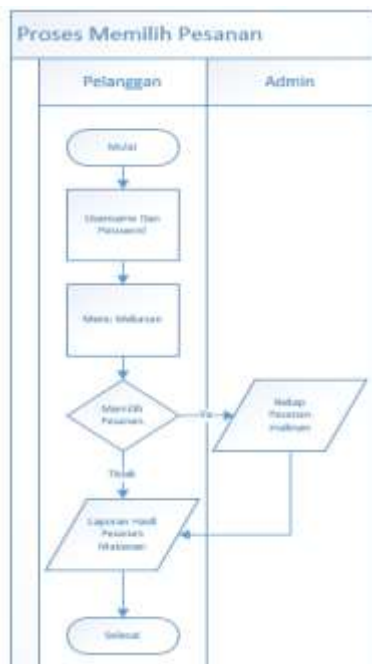 Proses Memilih Pesanan
Pelanggan
Admin
Mulai
Username Dan
Password
Menu Makanan
Memilih
Pesanan
Ya
Rekap
Pesanan
makanan
Tidak
Laporan Hasil
Pesanan
Makanan
Selesai